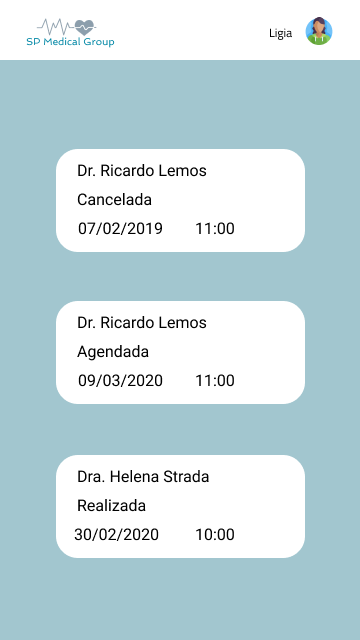 SP Medical Group
Ligia
Dr. Ricardo Lemos
Cancelada
07/02/2019 11:00
Dr. Ricardo Lemos
Agendada
09/03/2020 11:00
Dra. Helena Strada
Realizada
30/02/2020 10:00